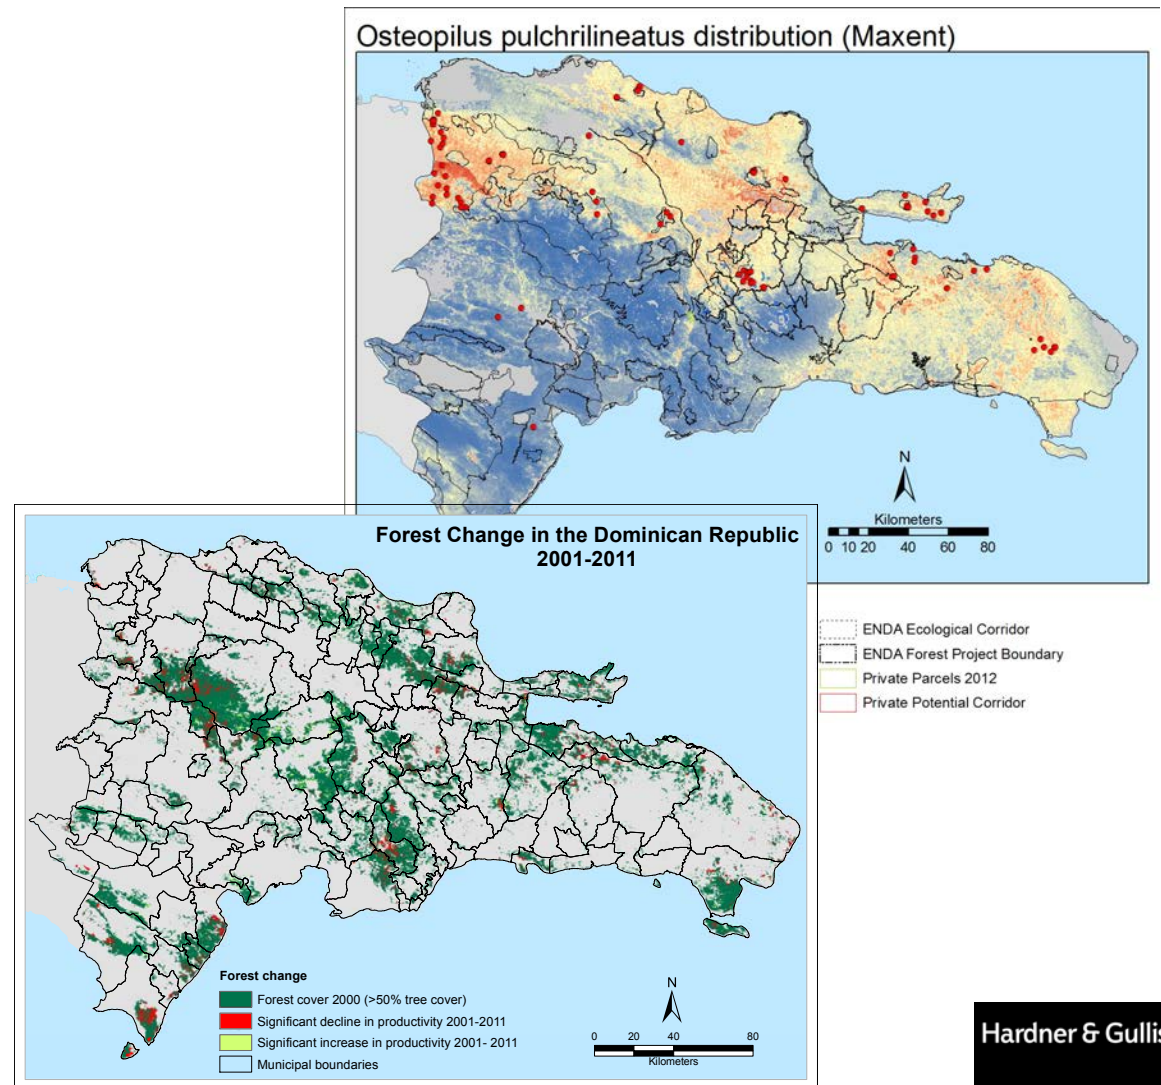 Osteopilus pulchrilineatus distribution (Maxent)
N
Kilometers
0 10 20 40 60 80
ENDA Ecological Corridor
ENDA Forest Project Boundary
Private Parcels 2012
Private Potential Corridor
Forest Change in the Dominican Republic
2001-2011
Forest change
Forest cover 2000 (>50% tree cover)
Significant decline in productivity 2001-2011
Significant increase in productivity 2001- 2011
Municipal boundaries
N
0 20 40 60 80
Kilometers
Hardner & Gullis